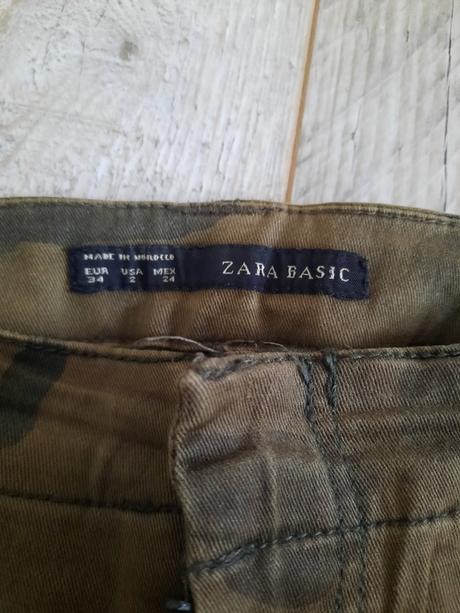 MADE IN MOROCCO
EUR USA MEX
34 2 24
ZARA BASIC